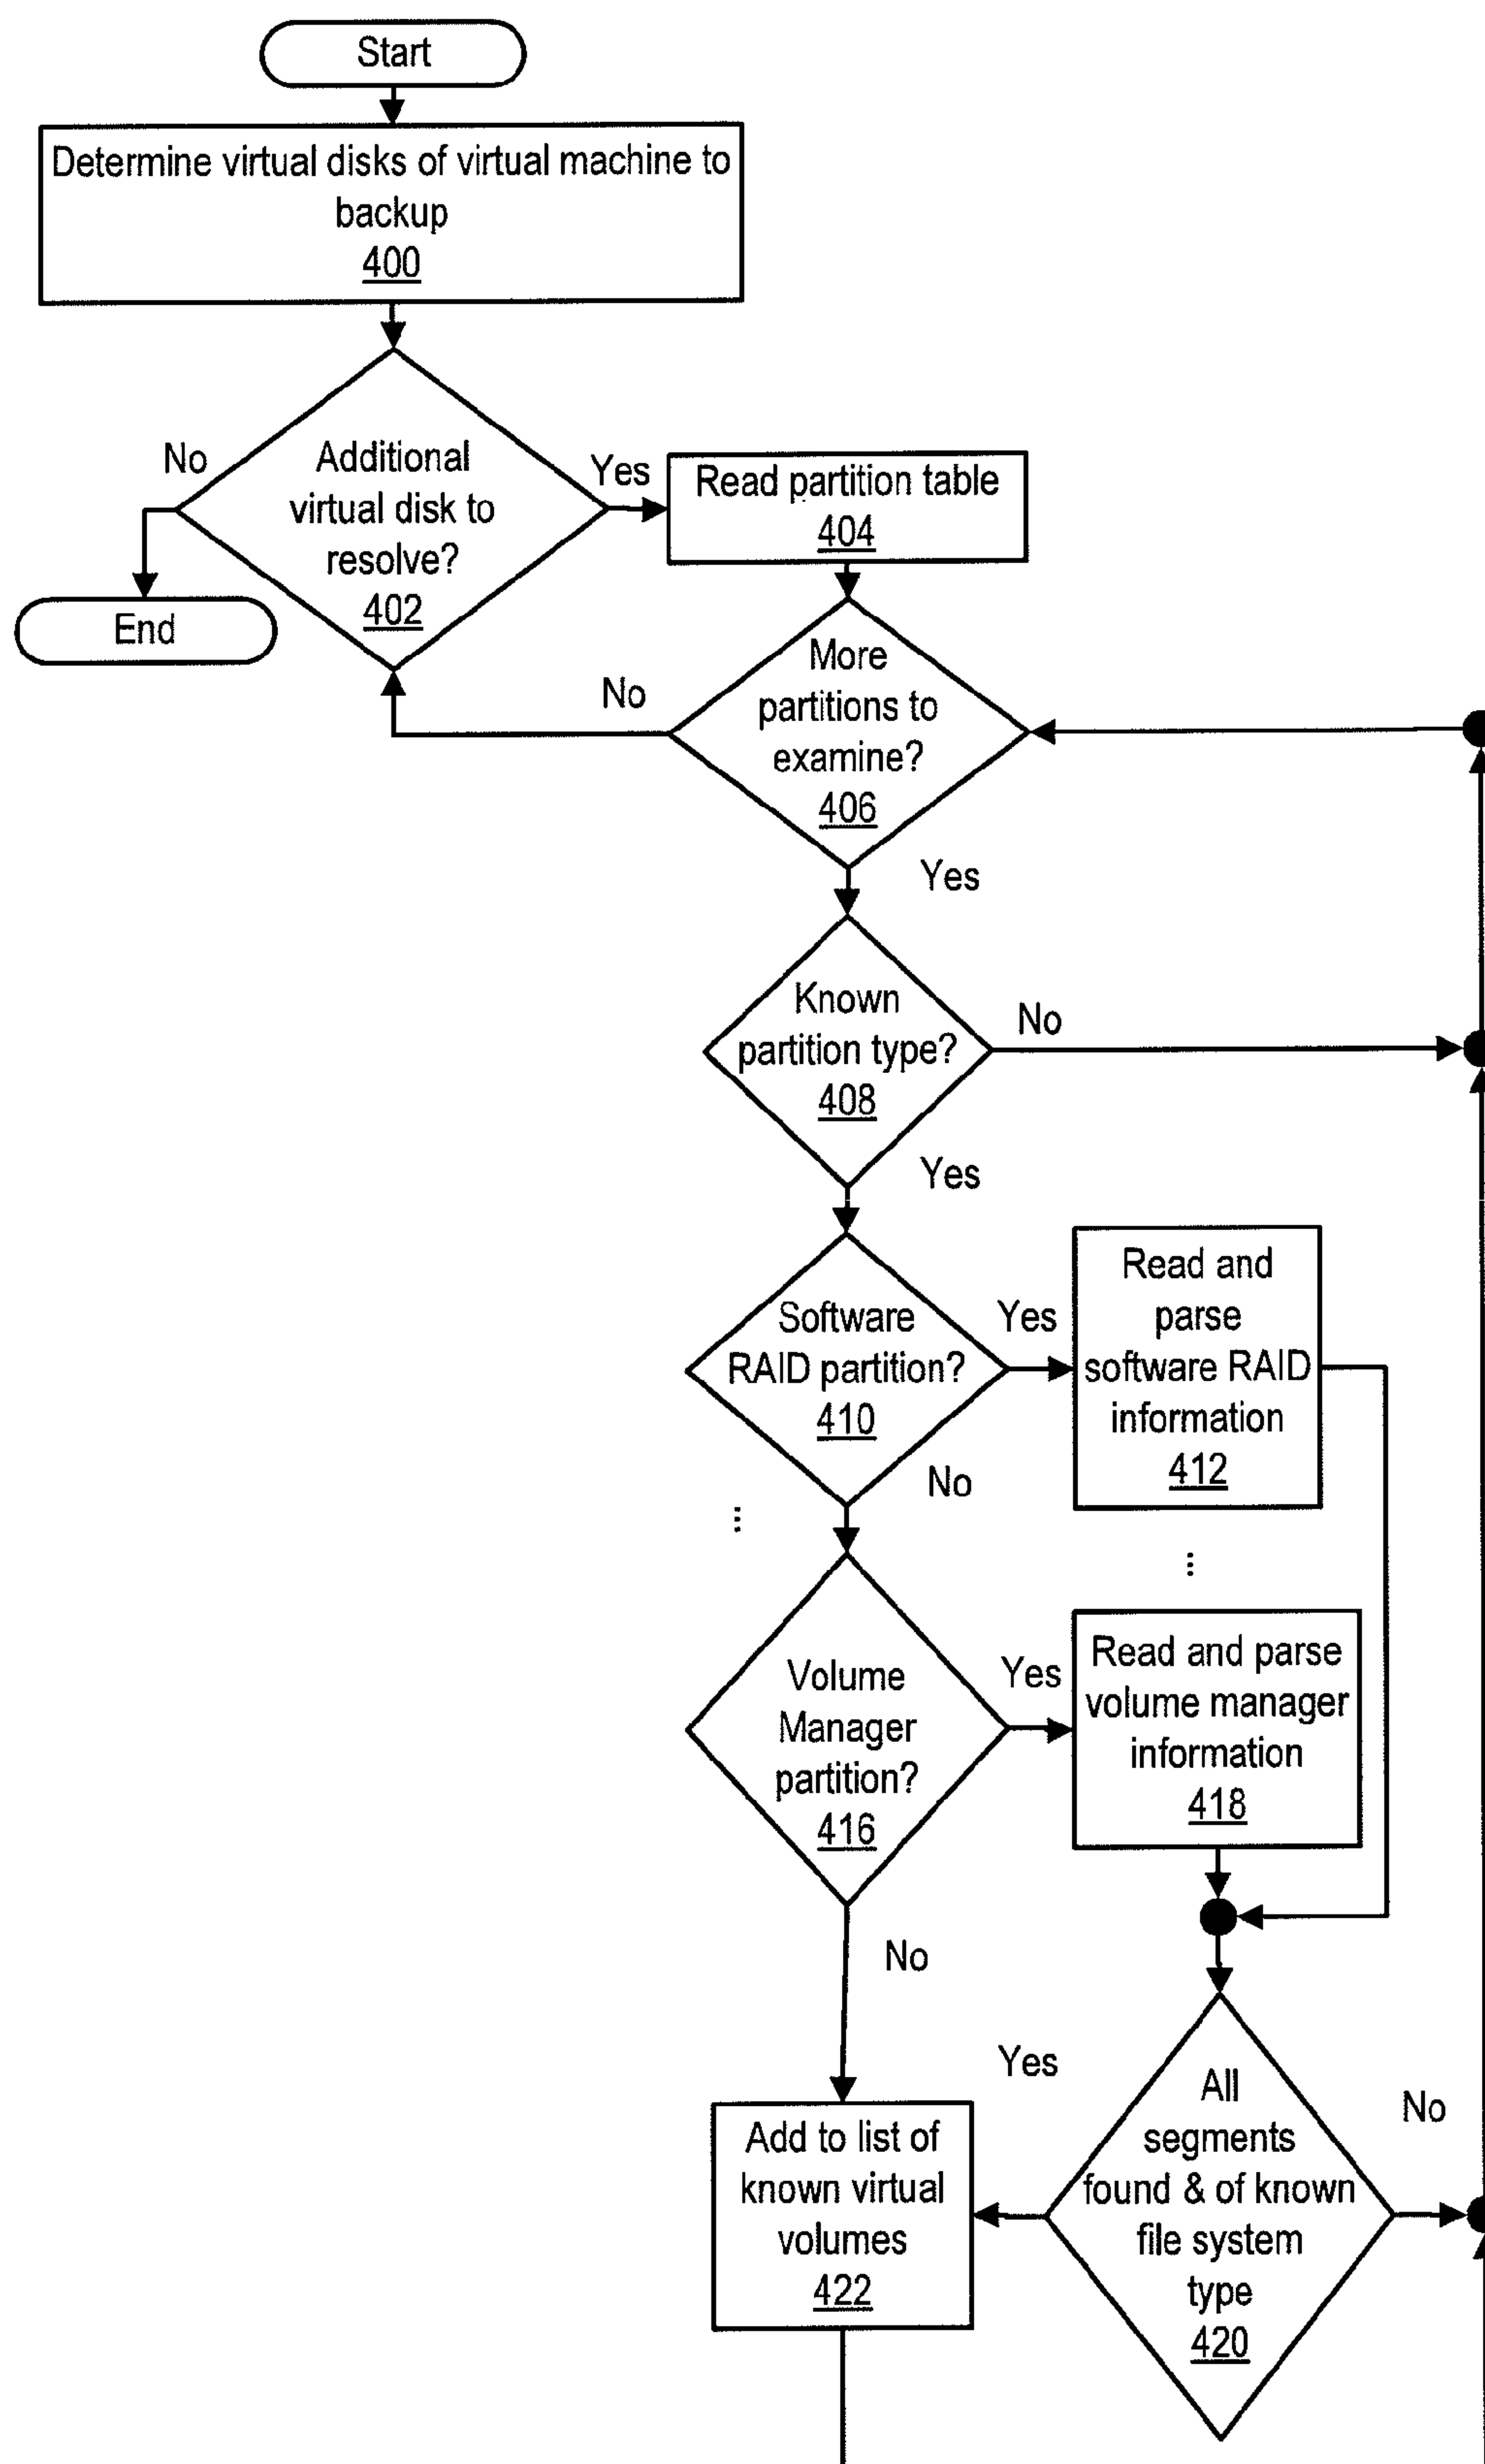 Start
Determine virtual disks of virtual machine to
backup
400
No
Additional
virtual disk to
resolve?
402
Yes
Read partition table
404
End
No
More
partitions to
examine?
406
Yes
Known
partition type?
408
No
Yes
Software
RAID partition?
410
Yes
Read and
parse
software RAID
information
412
No
...
...
Volume
Manager
partition?
416
Yes
Read and parse
volume manager
information
418
No
Yes
All
segments
found & of known
file system
type
420
No
Add to list of
known virtual
volumes
422